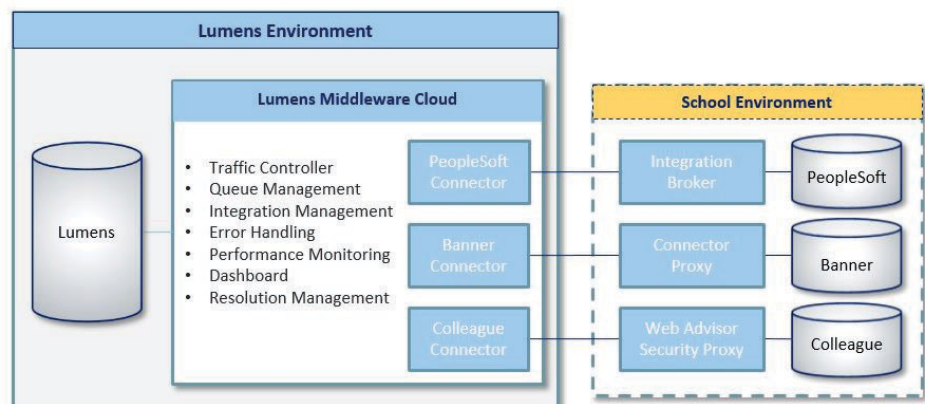 Lumens Environment
Lumens Middleware Cloud
School Environment
Lumens
• Traffic Controller
• Queue Management
• Integration Management
• Error Handling
• Performance Monitoring
• Dashboard
• Resolution Management
PeopleSoft
Connector
Integration
Broker
PeopleSoft
Banner
Connector
Connector
Proxy
Banner
Colleague
Connector
Web Advisor
Security Proxy
Colleague